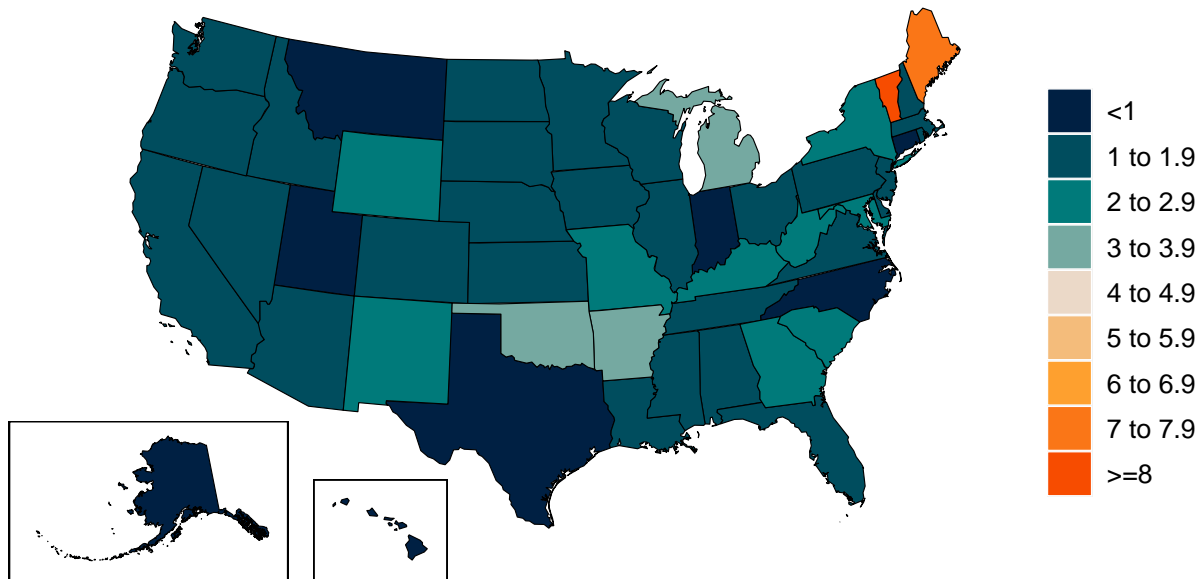 <1
1 to 1.9
2 to 2.9
3 to 3.9
4 to 4.9
5 to 5.9
6 to 6.9
7 to 7.9
>=8